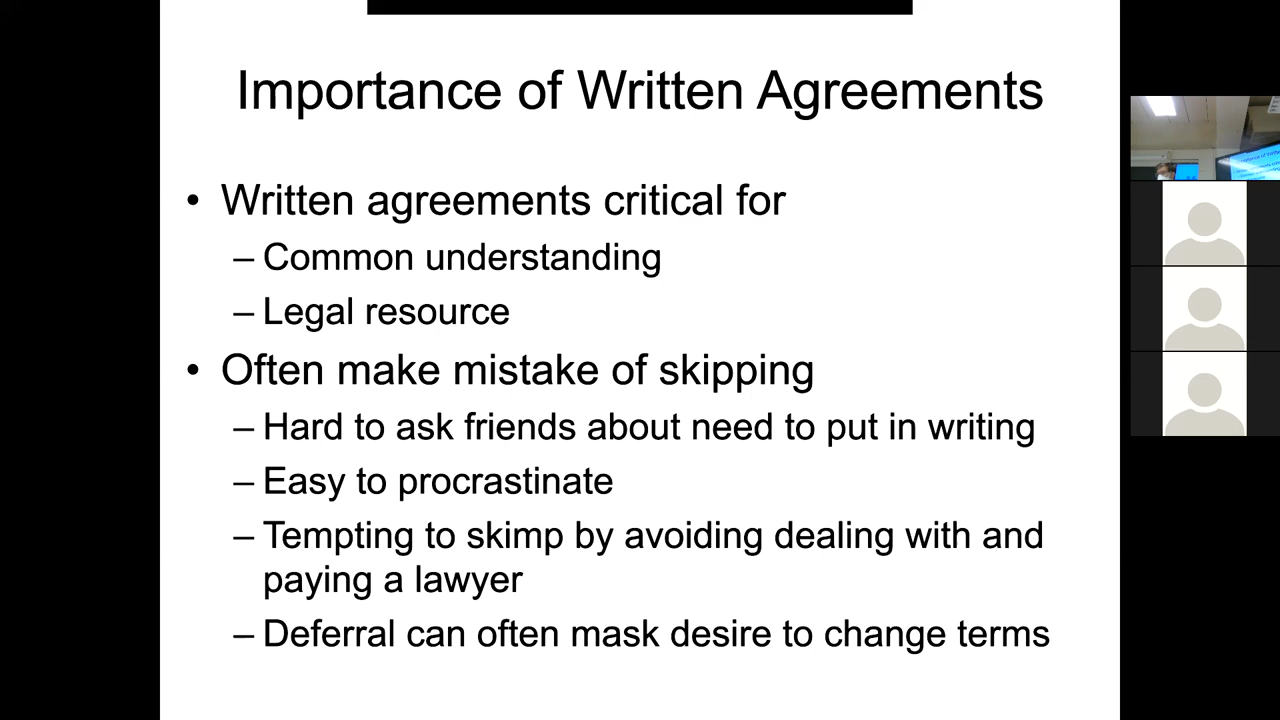 Importance of Written Agreements
• Written agreements critical for
– Common understanding
– Legal resource
• Often make mistake of skipping
– Hard to ask friends about need to put in writing
– Easy to procrastinate
– Tempting to skimp by avoiding dealing with and
paying a lawyer
– Deferral can often mask desire to change terms